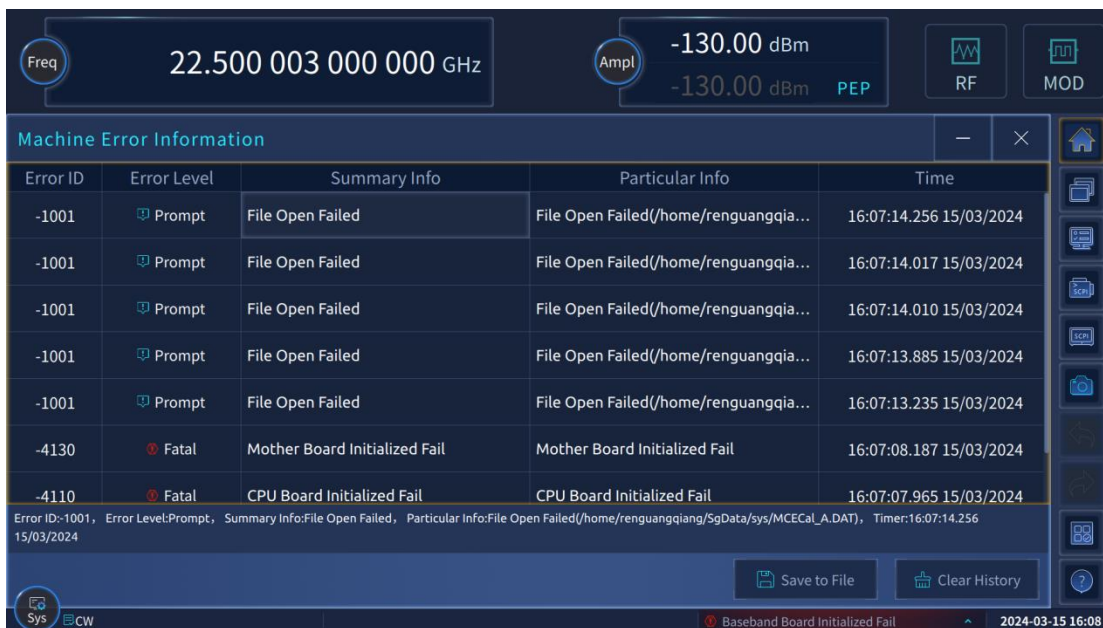 Freq
22.500 003 000 000 GHz
Ampl
-130.00 dBm
-130.00 dBm PEP
RF
MOD
Machine Error Information
Error ID Error Level Summary Info Particular Info Time
-1001 Prompt File Open Failed File Open Failed(/home/renguangqia... 16:07:14.256 15/03/2024
-1001 Prompt File Open Failed File Open Failed(/home/renguangqia... 16:07:14.017 15/03/2024
-1001 Prompt File Open Failed File Open Failed(/home/renguangqia... 16:07:14.010 15/03/2024
-1001 Prompt File Open Failed File Open Failed(/home/renguangqia... 16:07:13.885 15/03/2024
-1001 Prompt File Open Failed File Open Failed(/home/renguangqia... 16:07:13.235 15/03/2024
-4130 Fatal Mother Board Initialized Fail Mother Board Initialized Fail 16:07:08.187 15/03/2024
-4110 Fatal CPU Board Initialized Fail CPU Board Initialized Fail 16:07:07.965 15/03/2024
SCPI
SCPI
Error ID:-1001， Error Level:Prompt， Summary Info:File Open Failed， Particular Info:File Open Failed(/home/renguangqiang/SgData/sys/MCECal_A.DAT)， Timer:16:07:14.256
15/03/2024
Save to File
Clear History
Sys
CW
Baseband Board Initialized Fail
2024-03-15 16:08